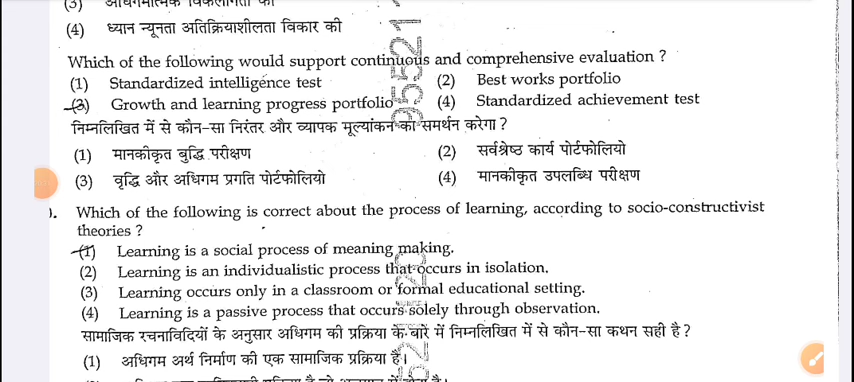 (3) अधिगमात्मक विकलांगता की
(4) ध्यान न्यूनता अतिक्रियाशीलता विकार की
Which of the following would support continuous and comprehensive evaluation ?
(1) Standardized intelligence test (2) Best works portfolio
(3) Growth and learning progress portfolio (4) Standardized achievement test
निम्नलिखित में से कौन-सा निरंतर और व्यापक मूल्यांकन का समर्थन करेगा ?
(1) मानकीकृत बुद्धि परीक्षण (2) सर्वश्रेष्ठ कार्य पोर्टफोलियो
(3) वृद्धि और अधिगम प्रगति पोर्टफोलियो (4) मानकीकृत उपलब्धि परीक्षण
). Which of the following is correct about the process of learning, according to socio-constructivist
theories ?
(1) Learning is a social process of meaning making.
(2) Learning is an individualistic process that occurs in isolation.
(3) Learning occurs only in a classroom or formal educational setting.
(4) Learning is a passive process that occurs solely through observation.
सामाजिक रचनाविदियों के अनुसार अधिगम की प्रक्रिया के बारे में निम्नलिखित में से कौन-सा कथन सही है ?
(1) अधिगम अर्थ निर्माण की एक सामाजिक प्रक्रिया है।